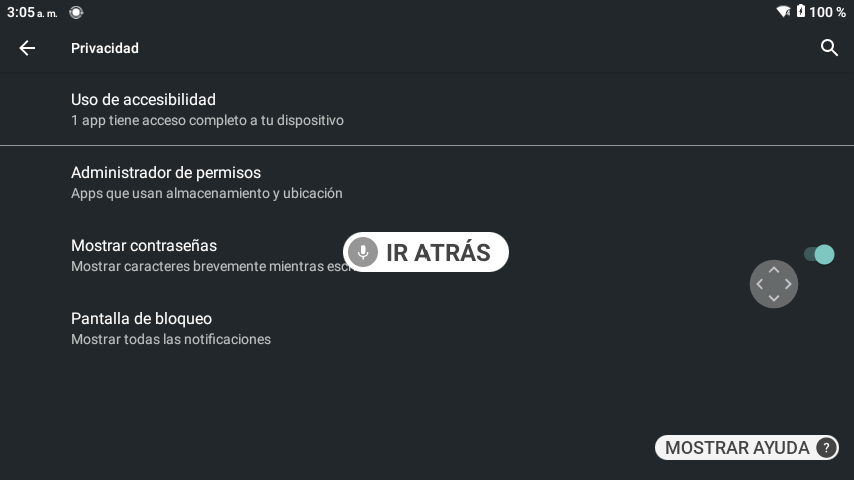 3:05 a. m.
100 %
Privacidad
Uso de accesibilidad
1 app tiene acceso completo a tu dispositivo
Administrador de permisos
Apps que usan almacenamiento y ubicación
Mostrar contraseñas
Mostrar caracteres brevemente mientras
IR ATRÁS
Pantalla de bloqueo
Mostrar todas las notificaciones
MOSTRAR AYUDA ?